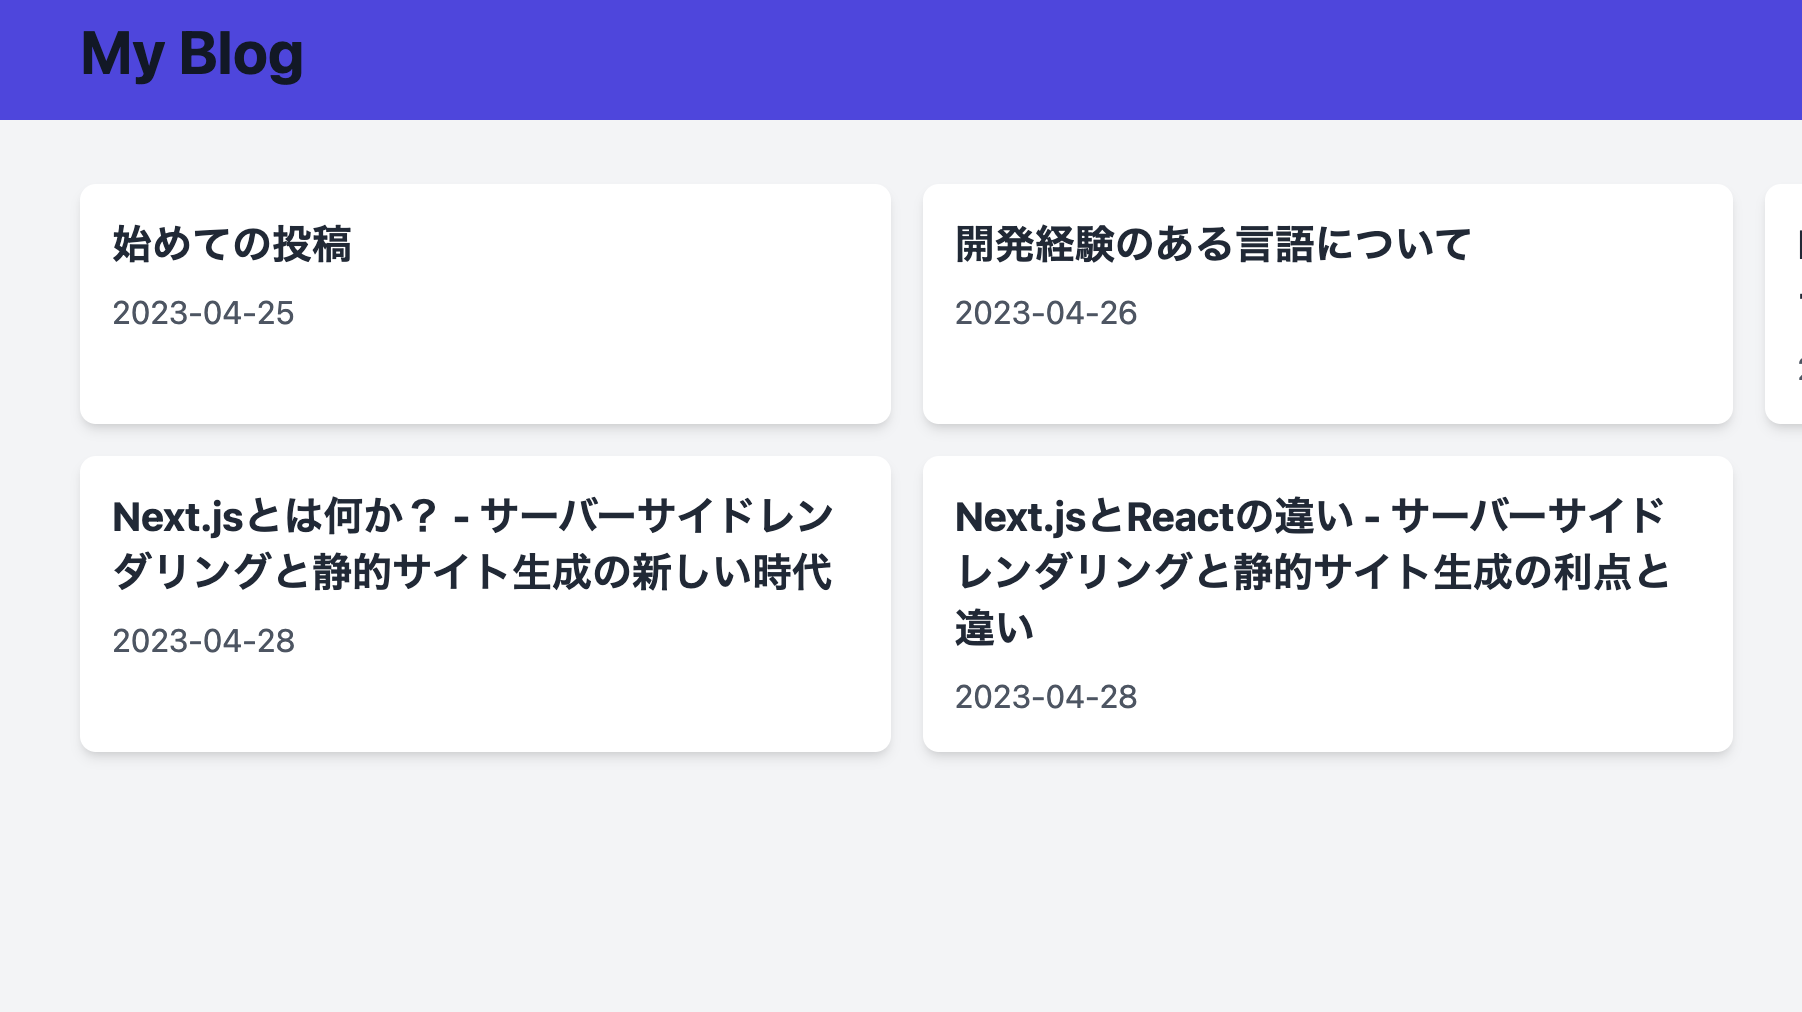 My Blog
始めての投稿
2023-04-25
開発経験のある言語について
2023-04-26
Next.jsとは何か？ - サーバーサイドレン
ダリングと静的サイト生成の新しい時代
2023-04-28
Next.jsとReactの違い - サーバーサイド
レンダリングと静的サイト生成の利点と
違い
2023-04-28